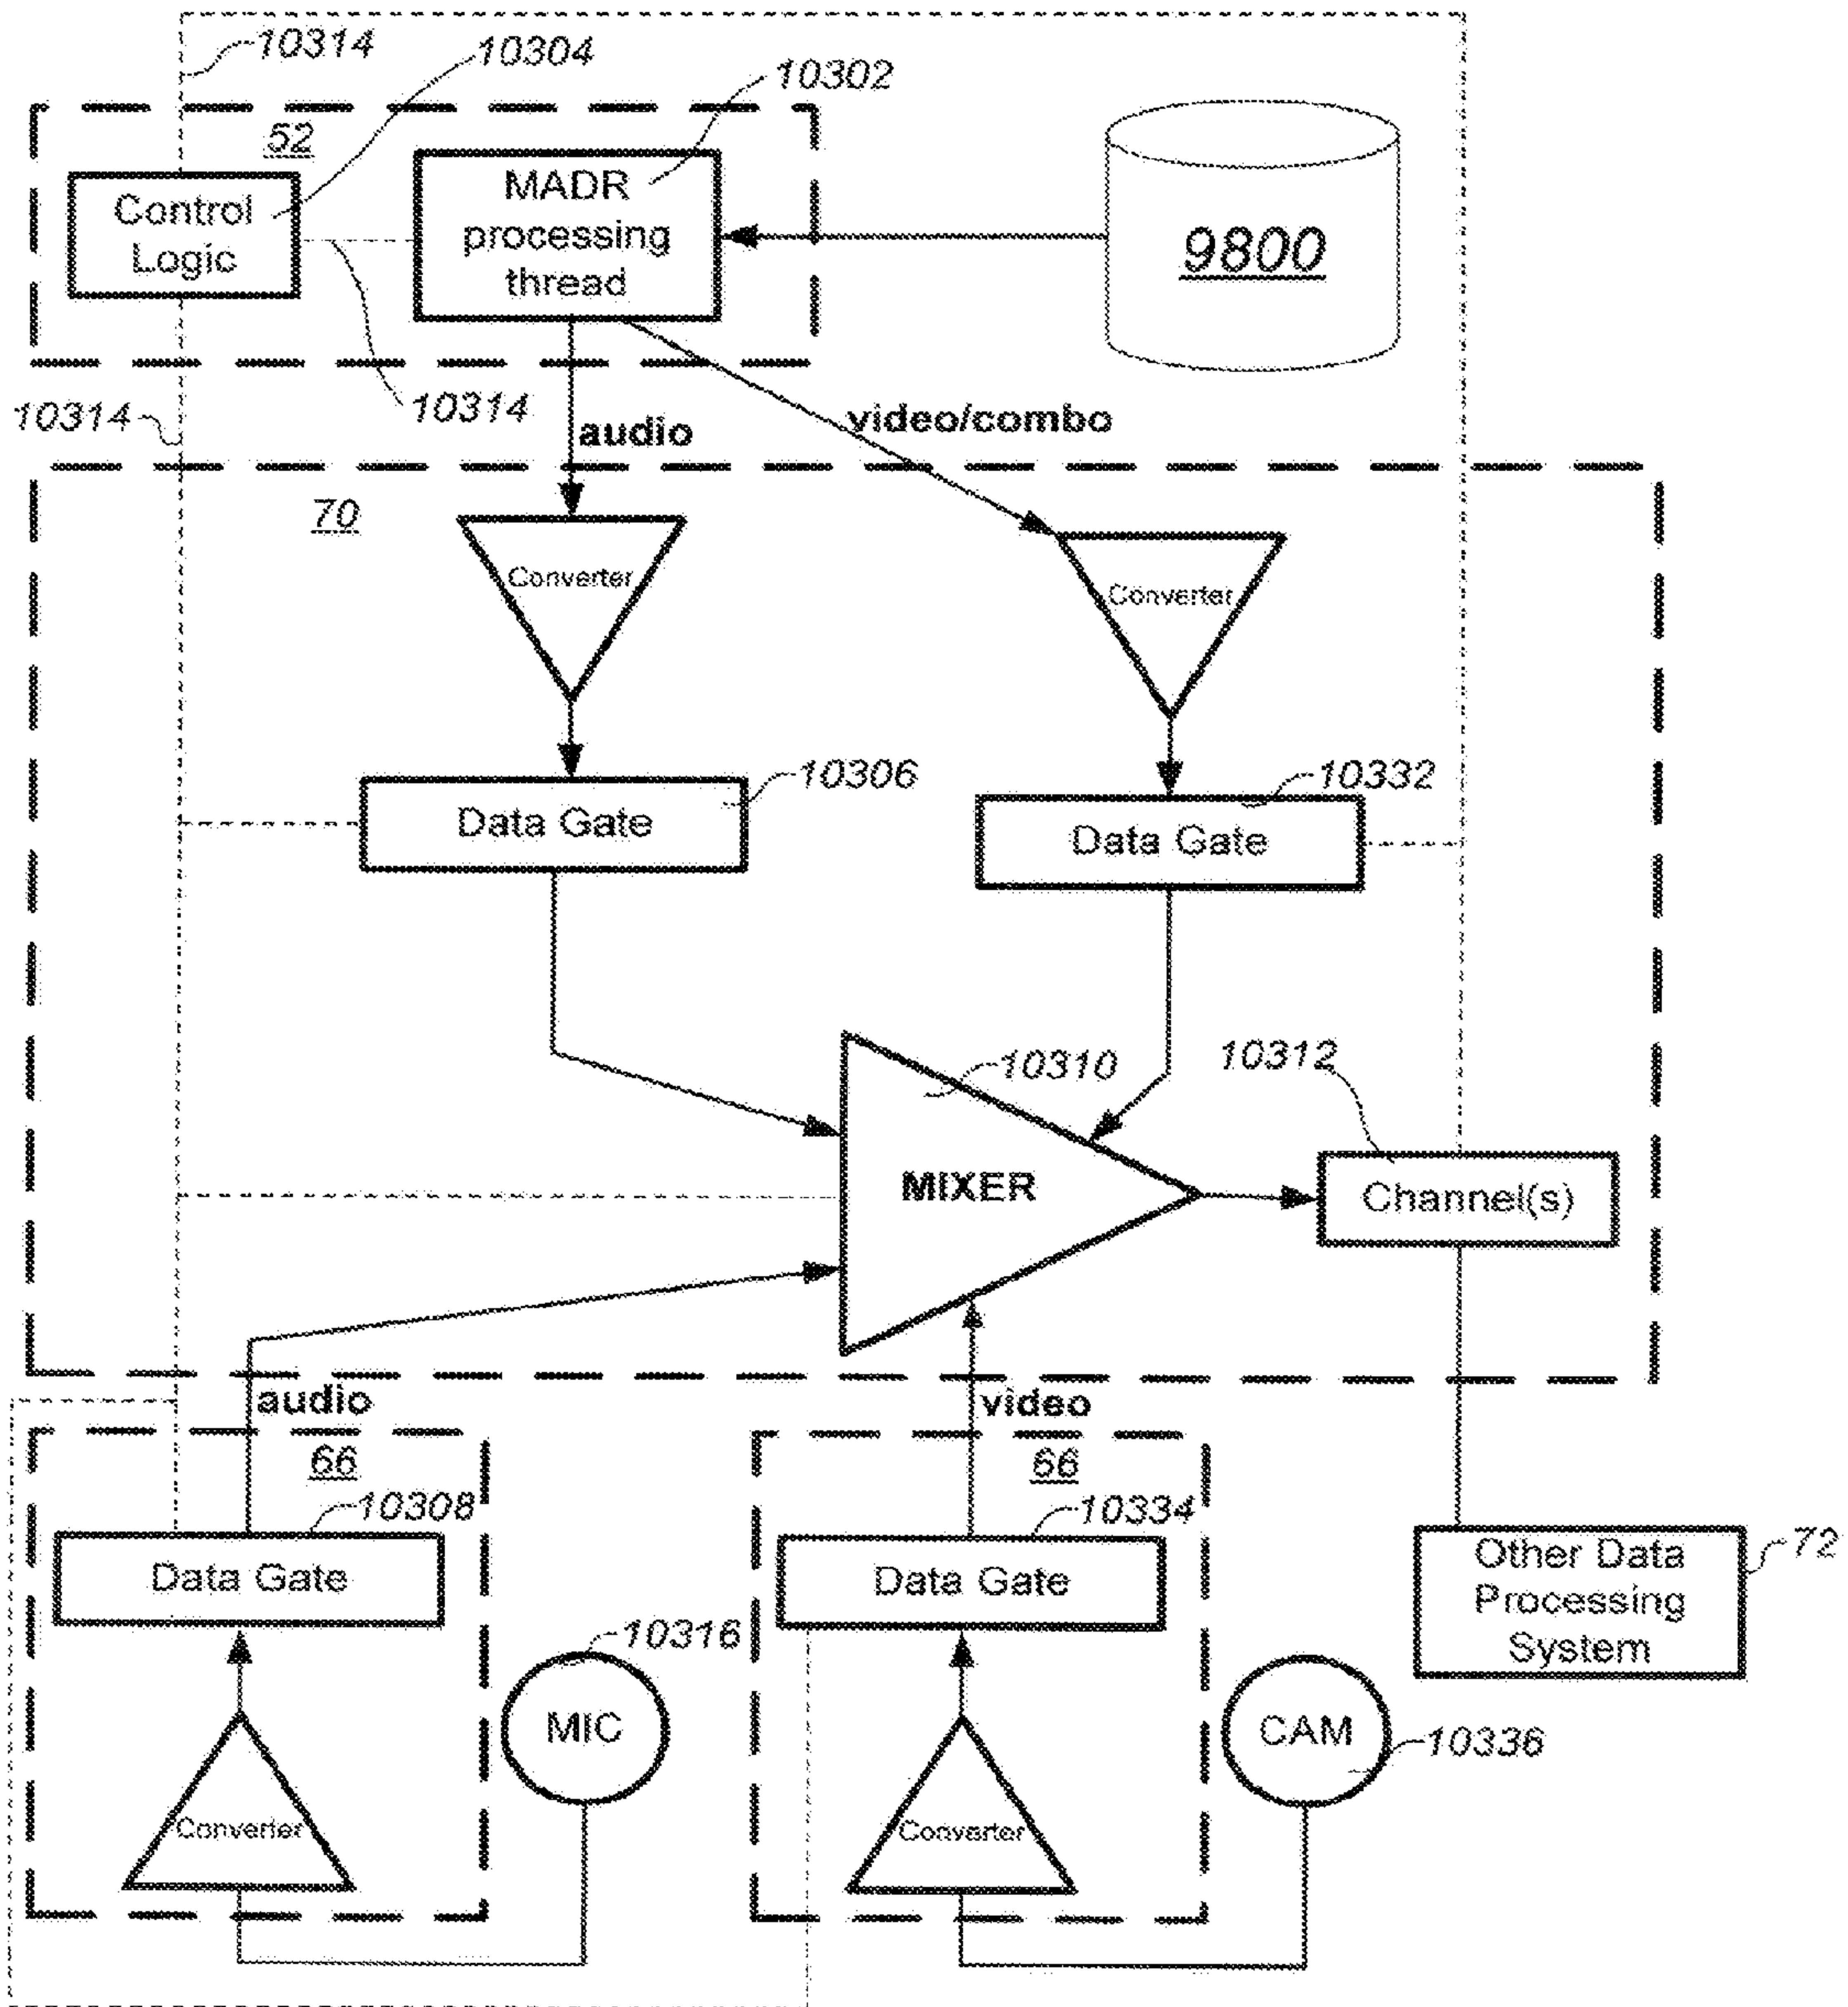 10314
10304
10302
52
Control
Logic
MADR
processing
thread
9800
10314
10314
audio
video/combo
70
Converter
Converter
10306
Data Gate
10332
Data Gate
10310
10312
MIXER
Channel(s)
audio
video
66
66
10308
Data Gate
10334
Data Gate
Other Data
Processing
System
72
10316
MIC
CAM
10336
Converter
Converter